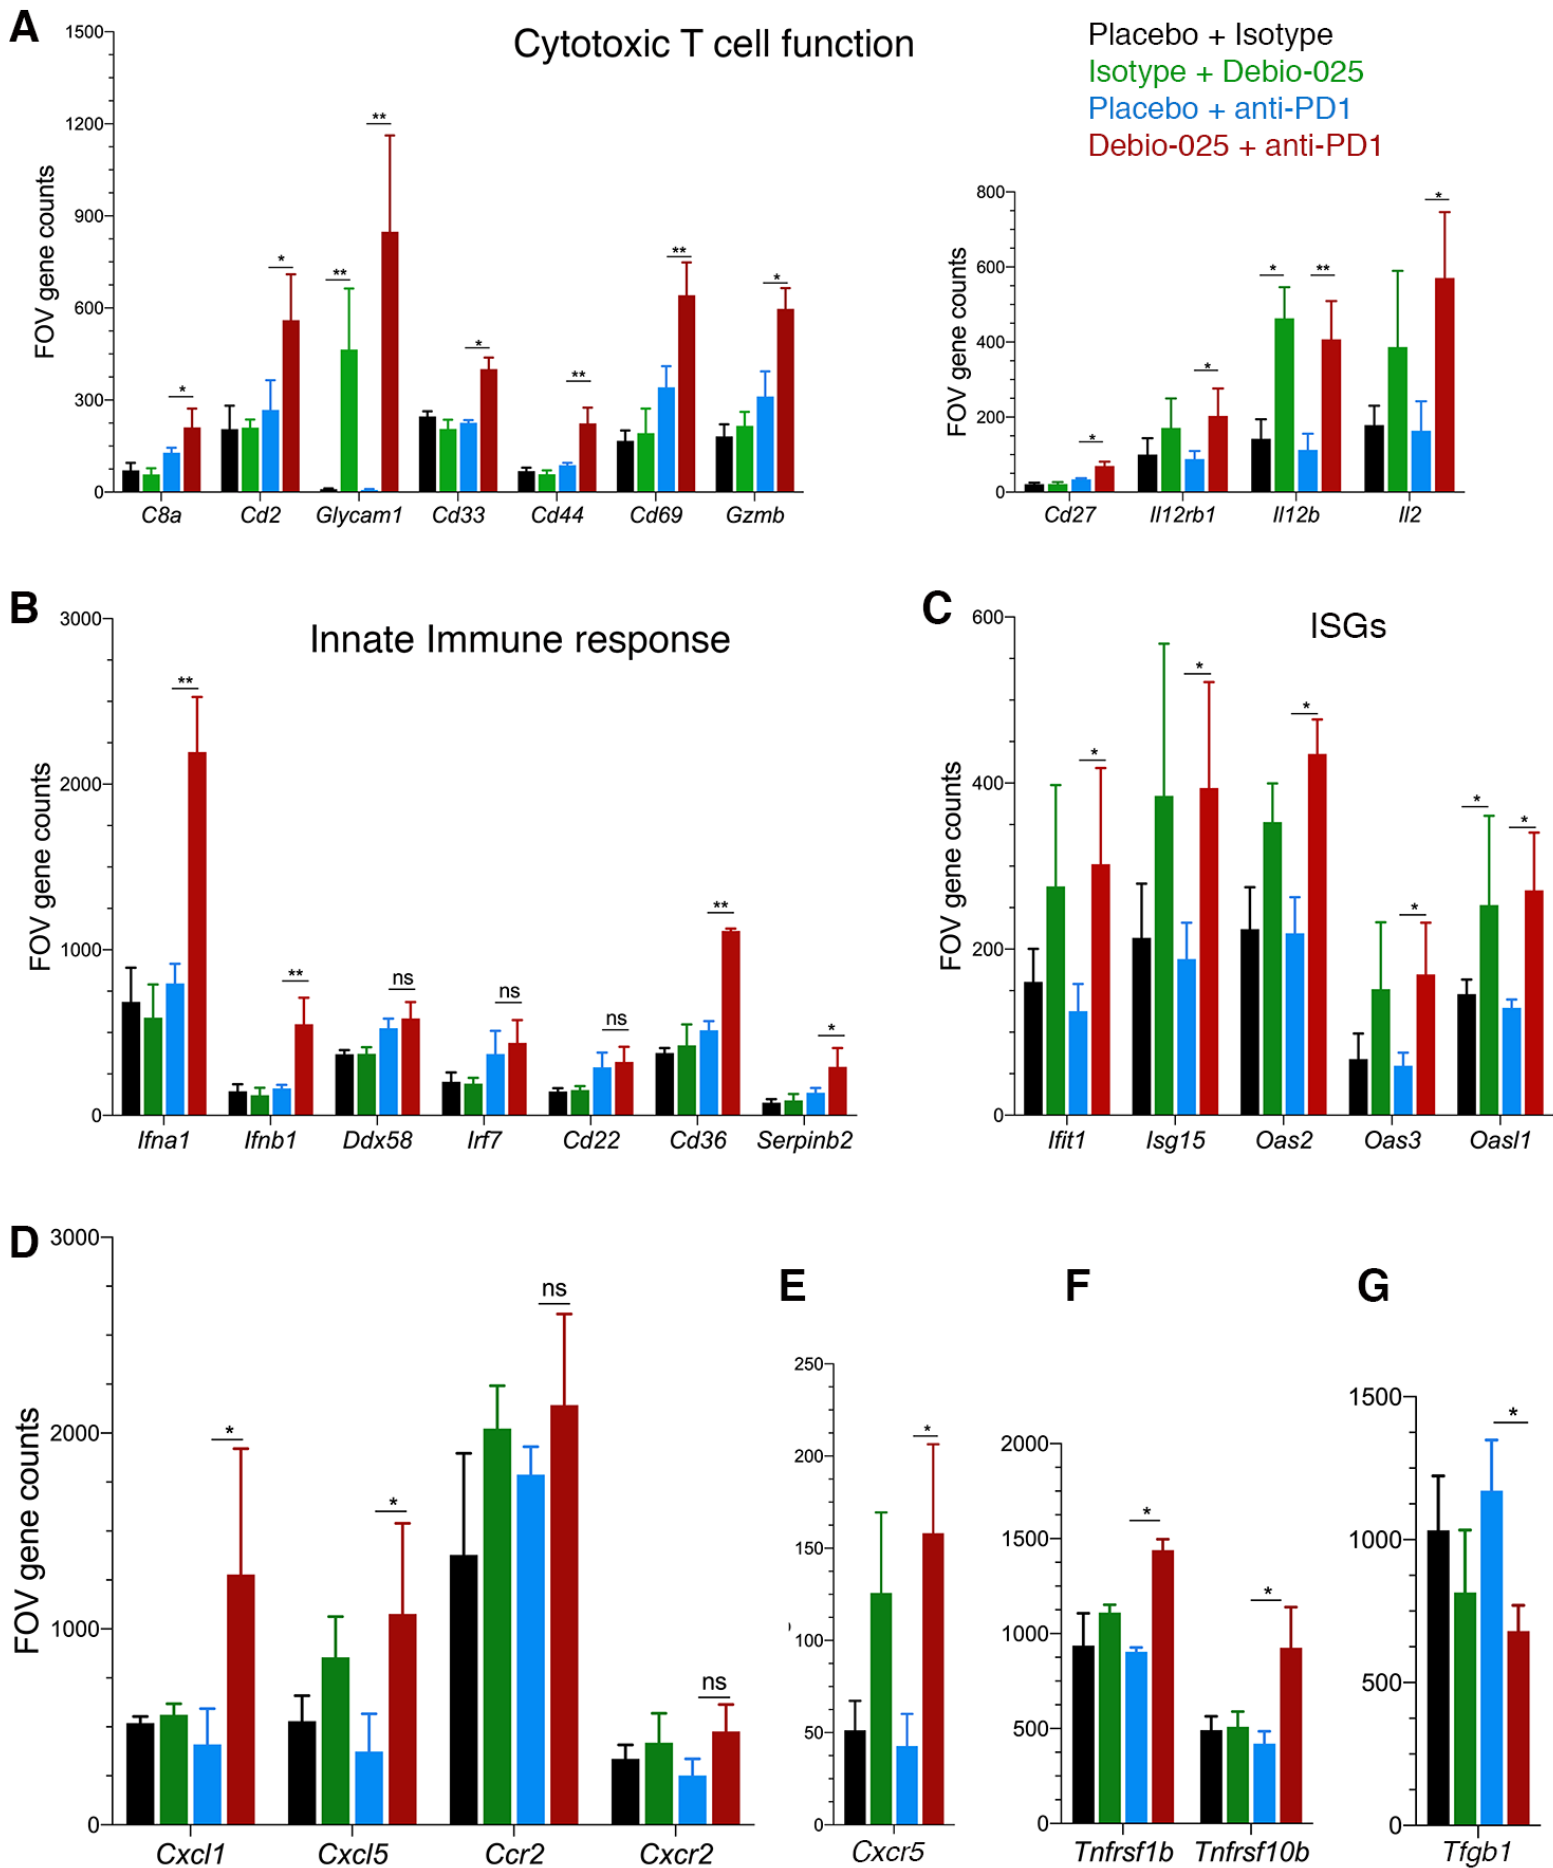 A
Cytotoxic T cell function
Placebo + Isotype
Isotype + Debio-025
Placebo + anti-PD1
Debio-025 + anti-PD1
FOV gene counts
1500
1200
900
600
300
0
*
*
**
**
*
**
**
*
C8a Cd2 Glycam1 Cd33 Cd44 Cd69 Gzmb
FOV gene counts
800
600
400
200
0
*
*
*
**
*
Cd27 Il12rb1 Il12b Il2
B
Innate Immune response
FOV gene counts
3000
2000
1000
0
**
**
ns
ns
ns
**
*
Ifna1 Ifnb1 Ddx58 Irf7 Cd22 Cd36 Serpinb2
C
ISGs
FOV gene counts
600
400
200
0
*
*
*
*
*
*
Ifit1 Isg15 Oas2 Oas3 Oasl1
D
FOV gene counts
3000
2000
1000
0
*
*
ns
ns
Cxcl1 Cxcl5 Ccr2 Cxcr2
E
250
200
150
100
50
0
*
Cxcr5
F
2000
1500
1000
500
0
*
*
Tnfrsf1b Tnfrsf10b
G
1500
1000
500
0
*
Tfgb1